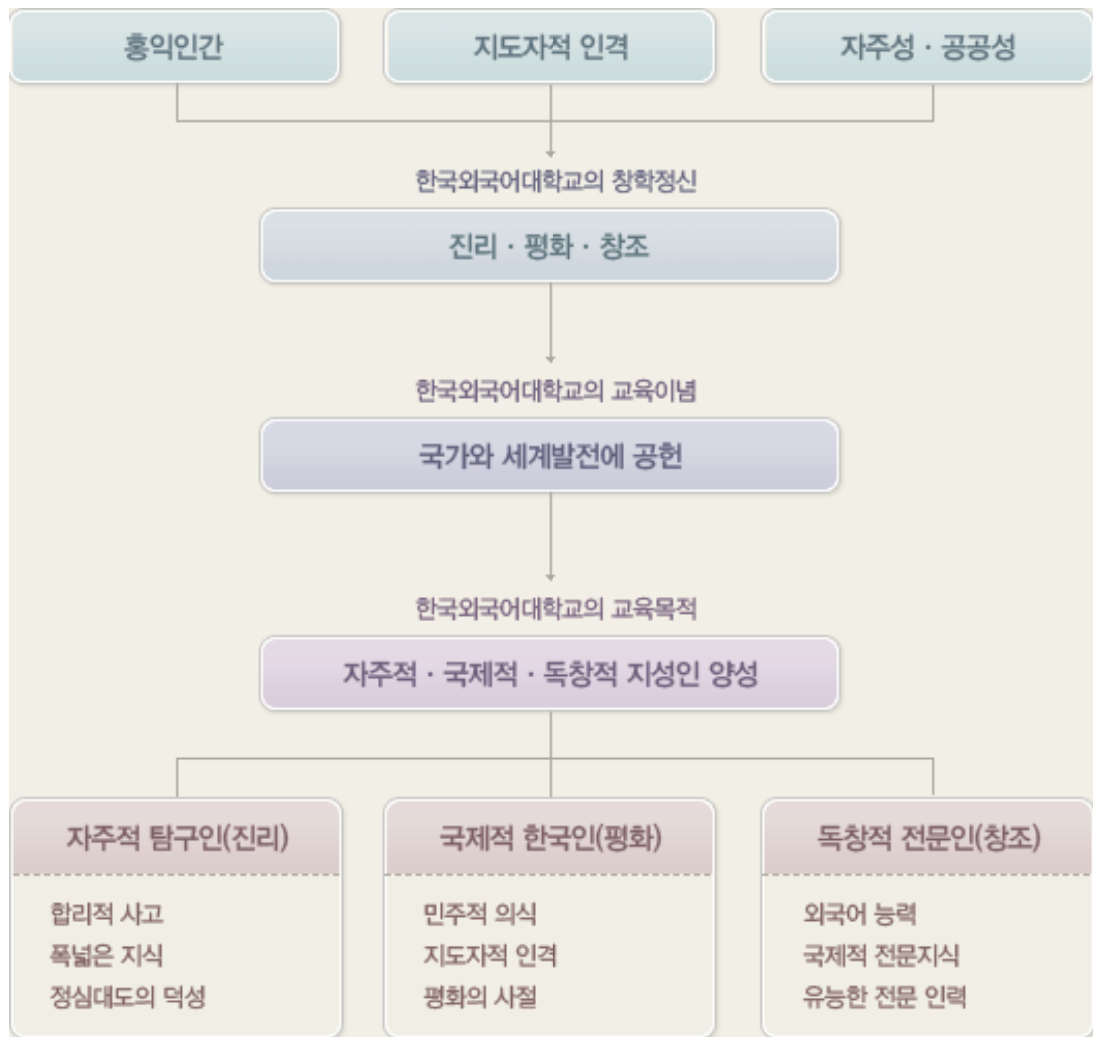 홍익인간
지도자적 인격
자주성 · 공공성
한국외국어대학교의 창학정신
진리 · 평화 · 창조
한국외국어대학교의 교육이념
국가와 세계발전에 공헌
한국외국어대학교의 교육목적
자주적 · 국제적 · 독창적 지성인 양성
자주적 탐구인(진리)
합리적 사고
폭넓은 지식
정심대도의 덕성
국제적 한국인(평화)
민주적 의식
지도자적 인격
평화의 사절
독창적 전문인(창조)
외국어 능력
국제적 전문지식
유능한 전문 인력